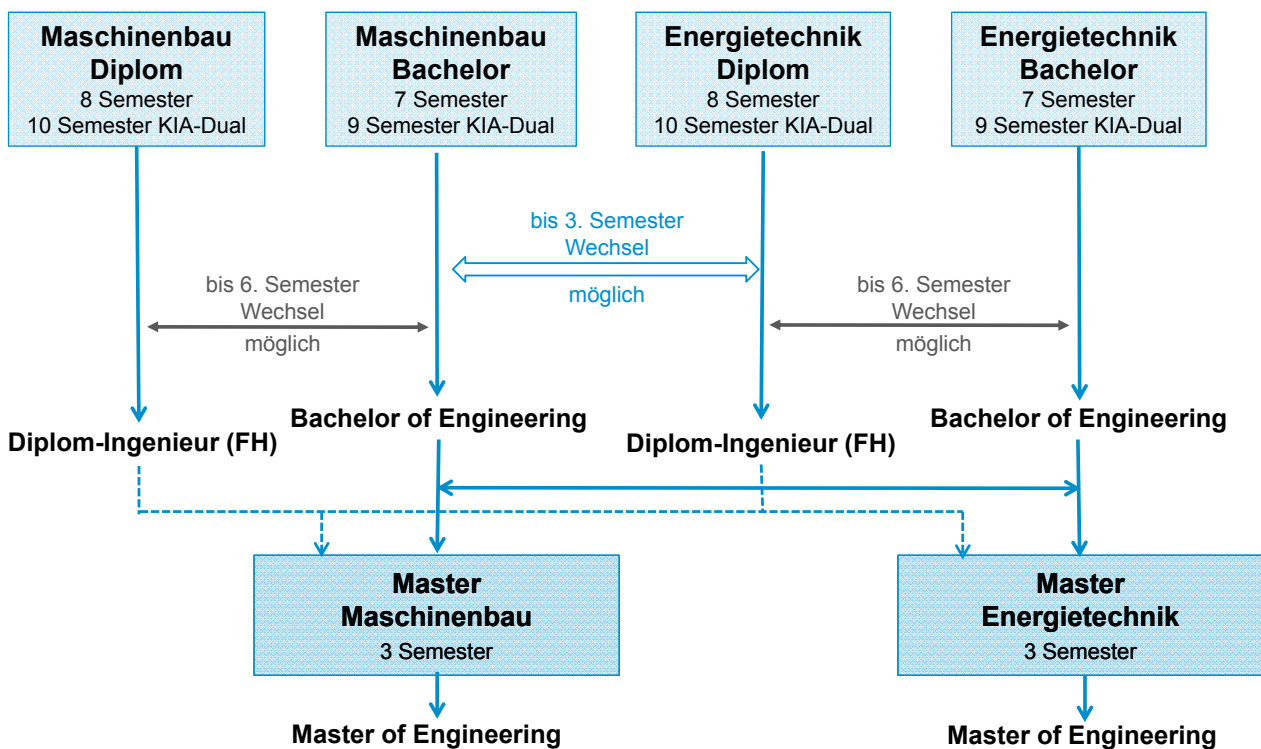 Maschinenbau
Diplom
8 Semester
10 Semester KIA-Dual
Maschinenbau
Bachelor
7 Semester
9 Semester KIA-Dual
Energietechnik
Diplom
8 Semester
10 Semester KIA-Dual
Energietechnik
Bachelor
7 Semester
9 Semester KIA-Dual
bis 3. Semester
Wechsel
möglich
bis 6. Semester
Wechsel
möglich
bis 6. Semester
Wechsel
möglich
Diplom-Ingenieur (FH)
Bachelor of Engineering
Diplom-Ingenieur (FH)
Bachelor of Engineering
Master
Maschinenbau
3 Semester
Master
Energietechnik
3 Semester
Master of Engineering
Master of Engineering